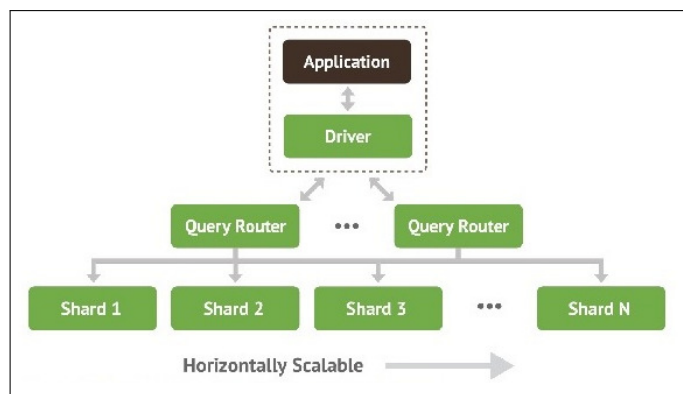 Application
Driver
Query Router ••• Query Router
Shard 1 Shard 2 Shard 3 ••• Shard N
Horizontally Scalable